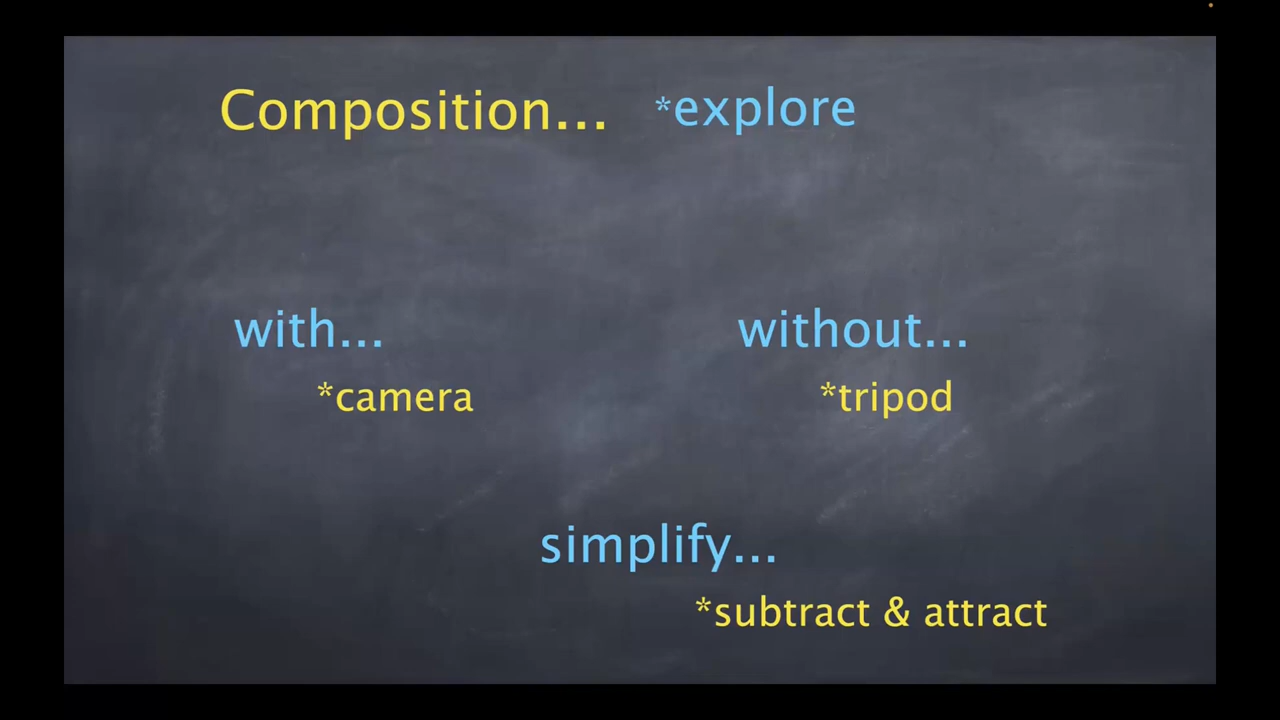 Composition... *explore
with... without...
*camera *tripod
simplify...
*subtract & attract